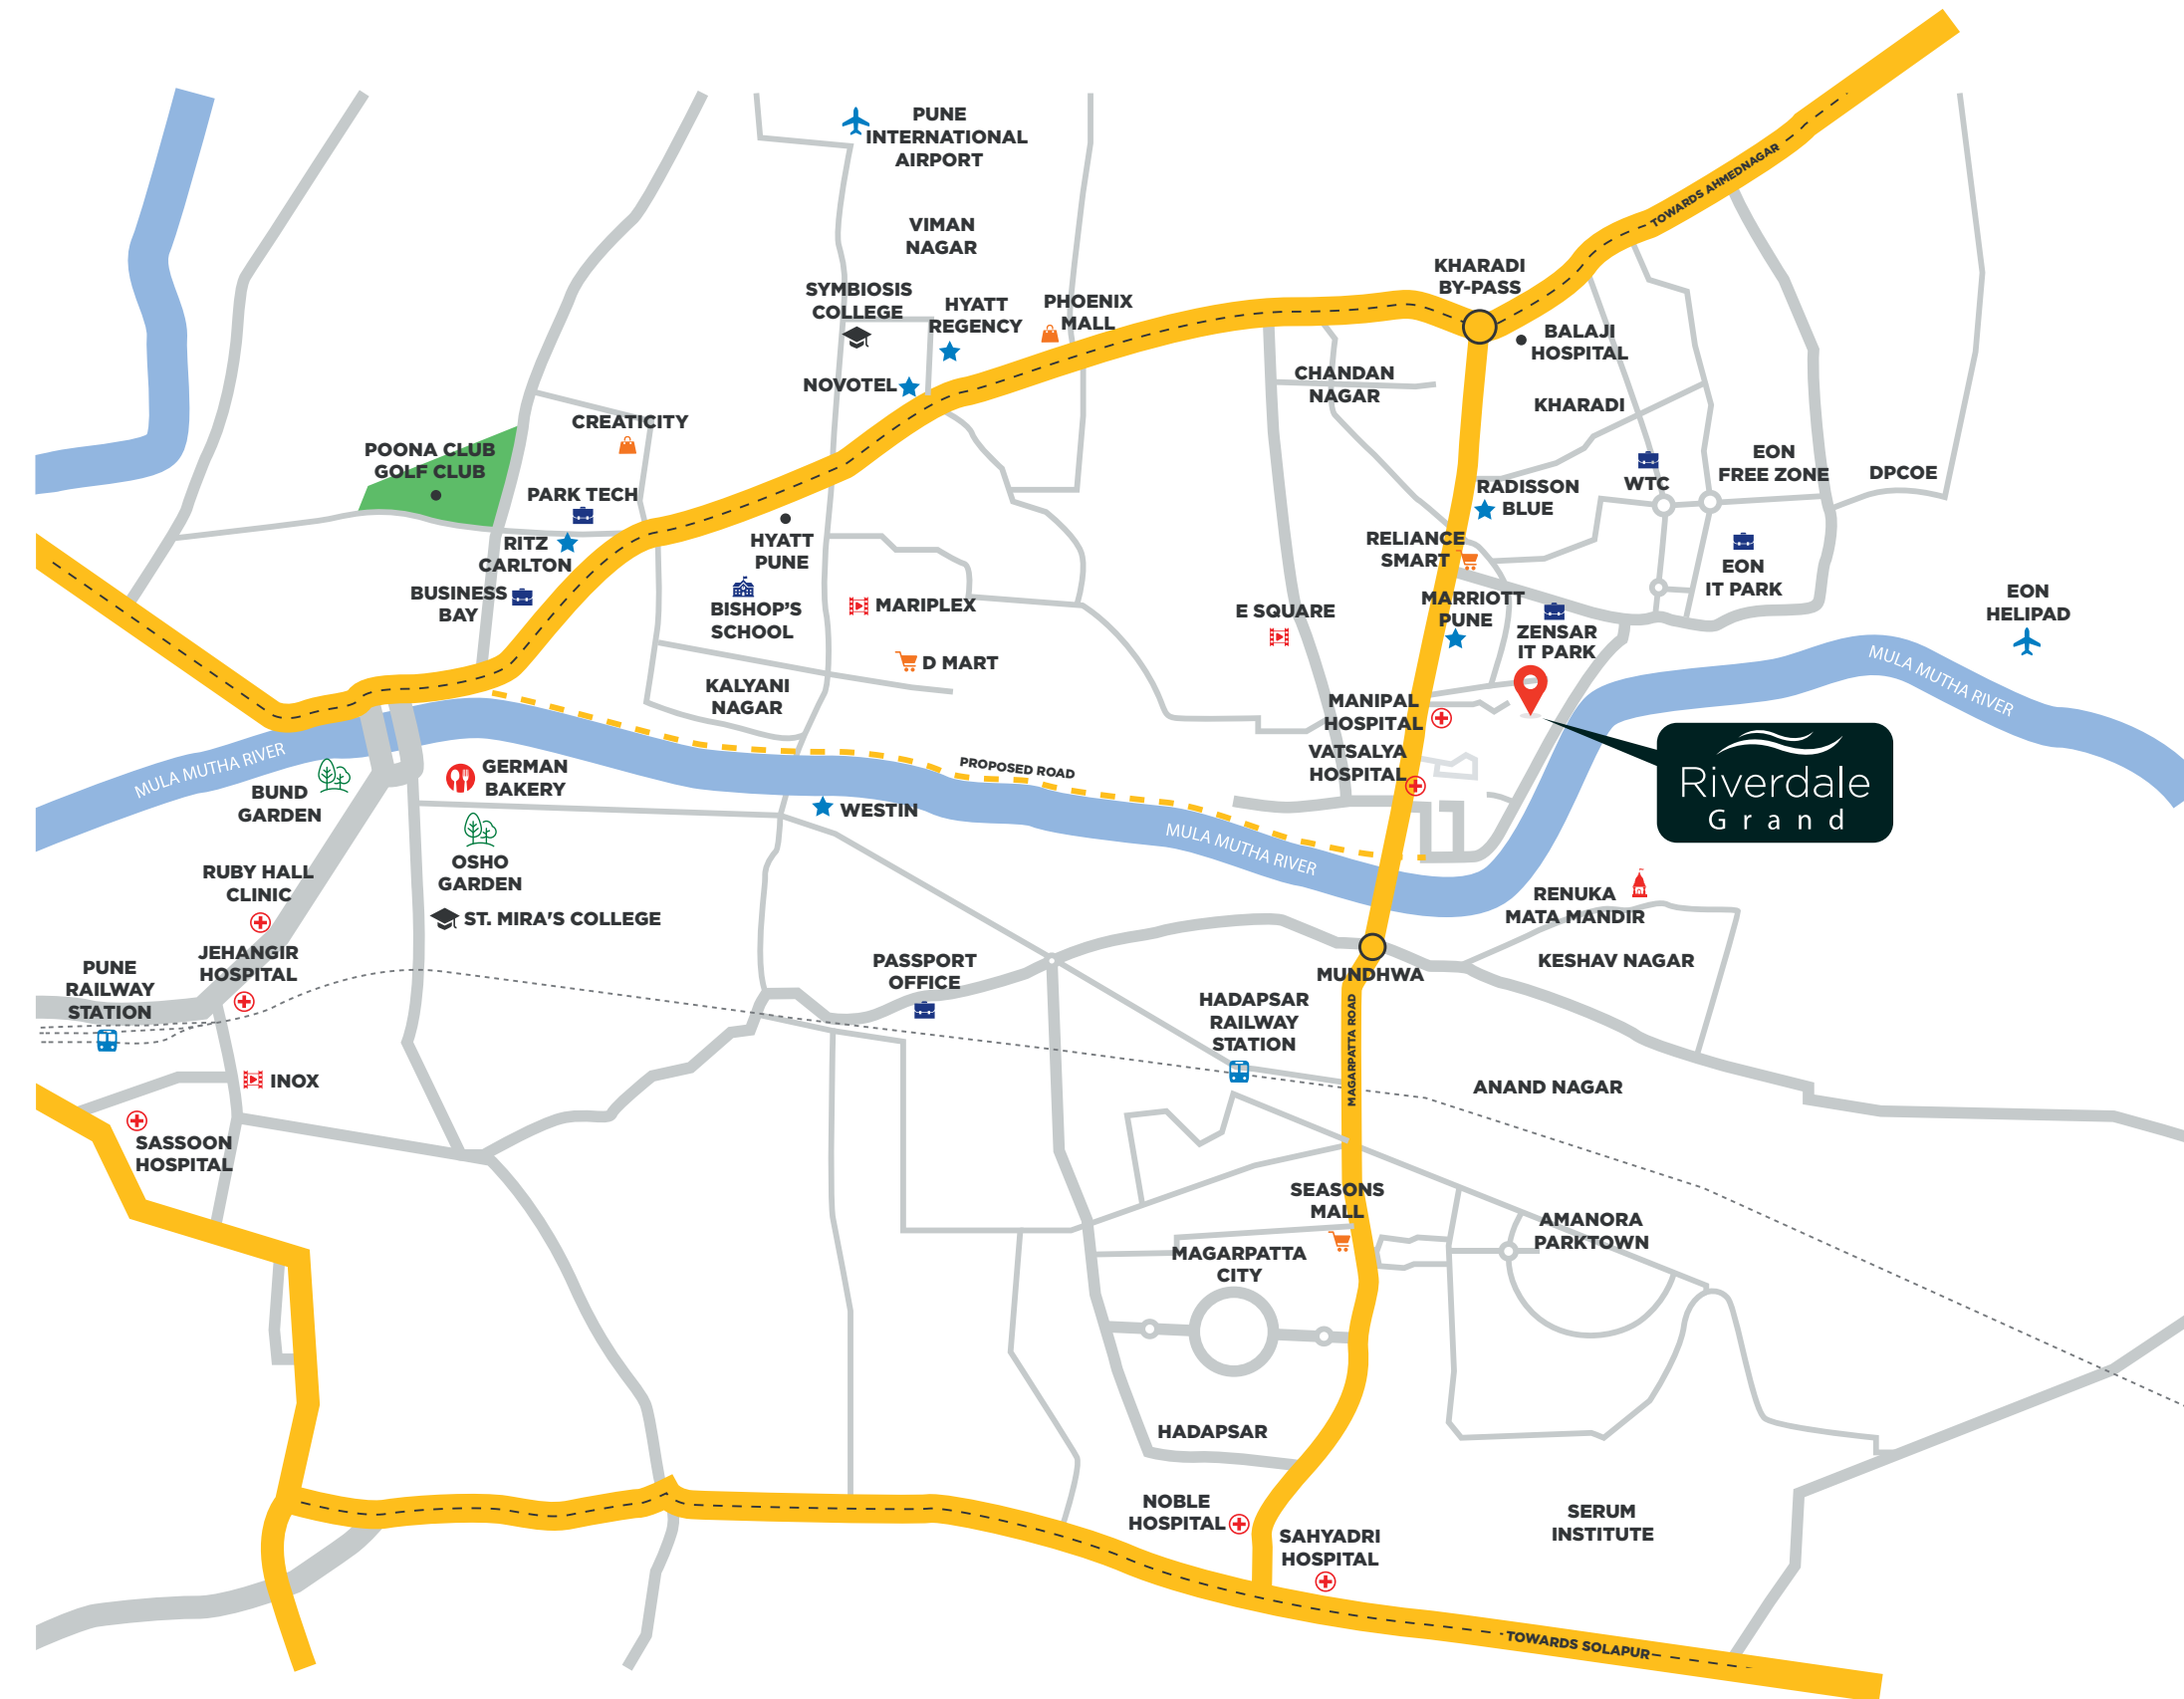 PUNE
INTERNATIONAL
AIRPORT
TOWARDS AHMEDNAGAR
VIMAN
NAGAR
KHARADI
BY-PASS
SYMBIOSIS
COLLEGE
HYATT
REGENCY
PHOENIX
MALL
BALAJI
HOSPITAL
NOVOTEL
CHANDAN
NAGAR
KHARADI
CREATICITY
POONA CLUB
GOLF CLUB
EON
FREE ZONE
DPCOE
WTC
PARK TECH
RADISSON
BLUE
RITZ
CARLTON
HYATT
PUNE
RELIANCE
SMART
EON
IT PARK
BUSINESS
BAY
BISHOP'S
SCHOOL
MARIPLEX
E SQUARE
MARRIOTT
PUNE
ZENSAR
IT PARK
EON
HELIPAD
D MART
MULA MUTHA RIVER
KALYANI
NAGAR
MANIPAL
HOSPITAL
VATSALYA
HOSPITAL
Riverdale
Grand
MULA MUTHA RIVER
PROPOSED ROAD
GERMAN
BAKERY
BUND
GARDEN
WESTIN
MULA MUTHA RIVER
OSHO
GARDEN
RUBY HALL
CLINIC
ST. MIRA'S COLLEGE
RENUKA
MATA MANDIR
JEHANGIR
HOSPITAL
PUNE
RAILWAY
STATION
PASSPORT
OFFICE
MUNDHWA
KESHAV NAGAR
HADAPSAR
RAILWAY
STATION
MAGARPATTA ROAD
INOX
ANAND NAGAR
SASSOON
HOSPITAL
SEASONS
MALL
AMANORA
PARKTOWN
MAGARPATTA
CITY
HADAPSAR
NOBLE
HOSPITAL
SAHYADRI
HOSPITAL
SERUM
INSTITUTE
TOWARDS SOLAPUR